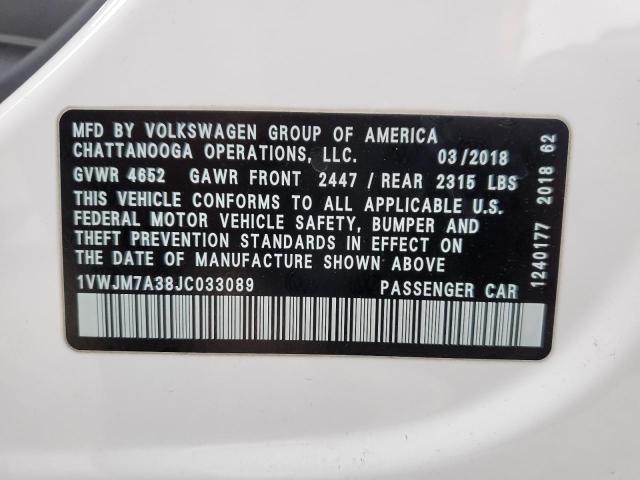 MFD BY VOLKSWAGEN GROUP OF AMERICA
CHATTANOOGA OPERATIONS, LLC. 03/2018
GVWR 4652 GAWR FRONT 2447 / REAR 2315 LBS
THIS VEHICLE CONFORMS TO ALL APPLICABLE U.S.
FEDERAL MOTOR VEHICLE SAFETY, BUMPER AND
THEFT PREVENTION STANDARDS IN EFFECT ON
THE DATE OF MANUFACTURE SHOWN ABOVE
1VWJM7A38JC033089 PASSENGER CAR
1240177 2018 62